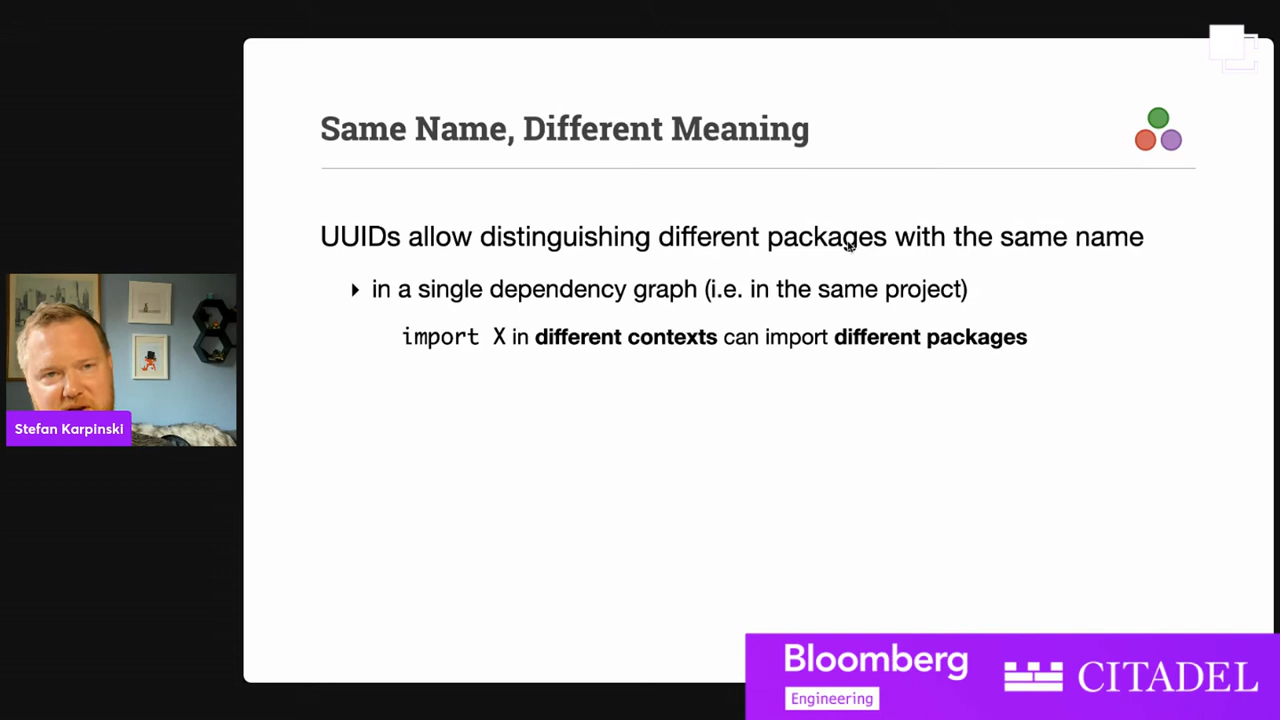 Same Name, Different Meaning
UUIDs allow distinguishing different packages with the same name
in a single dependency graph (i.e. in the same project)
import X in different contexts can import different packages
Stefan Karpinski
Bloomberg
Engineering
CITADEL